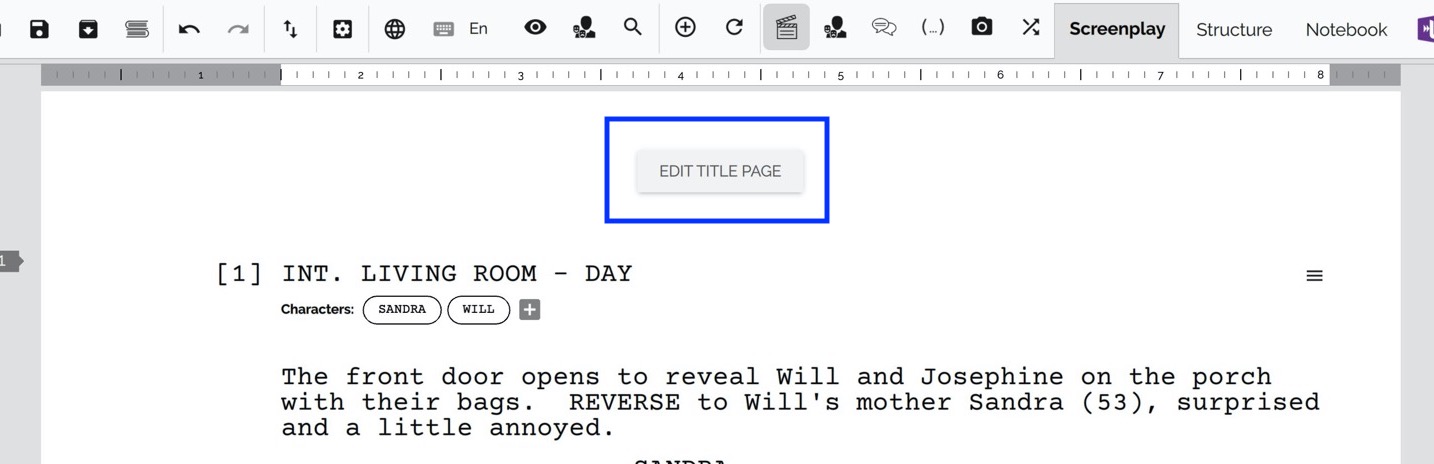 En (...) Screenplay Structure Notebook
1 2 3 4 5 6 7 8
EDIT TITLE PAGE
1
[1] INT. LIVING ROOM - DAY
Characters: SANDRA WILL
The front door opens to reveal Will and Josephine on the porch
with their bags.  REVERSE to Will's mother Sandra (53), surprised
and a little annoyed.
SANDRA